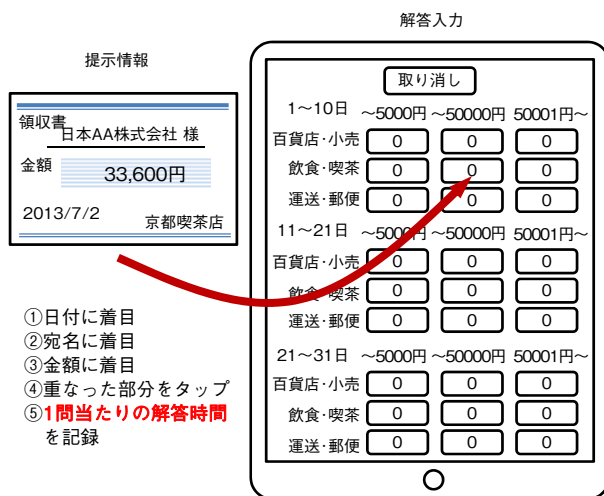 解答入力
提示情報
領収書
日本AA株式会社 様
金額
33,600円
2013/7/2
京都喫茶店
①日付に着目
②宛名に着目
③金額に着目
④重なった部分をタップ
⑤1問当たりの解答時間
を記録
取り消し
1～10日 ～5000円 ～50000円 50001円～
百貨店・小売 0 0 0
飲食・喫茶 0 0 0
運送・郵便 0 0 0
11～21日 ～5000円 ～50000円 50001円～
百貨店・小売 0 0 0
飲食・喫茶 0 0 0
運送・郵便 0 0 0
21～31日 ～5000円 ～50000円 50001円～
百貨店・小売 0 0 0
飲食・喫茶 0 0 0
運送・郵便 0 0 0